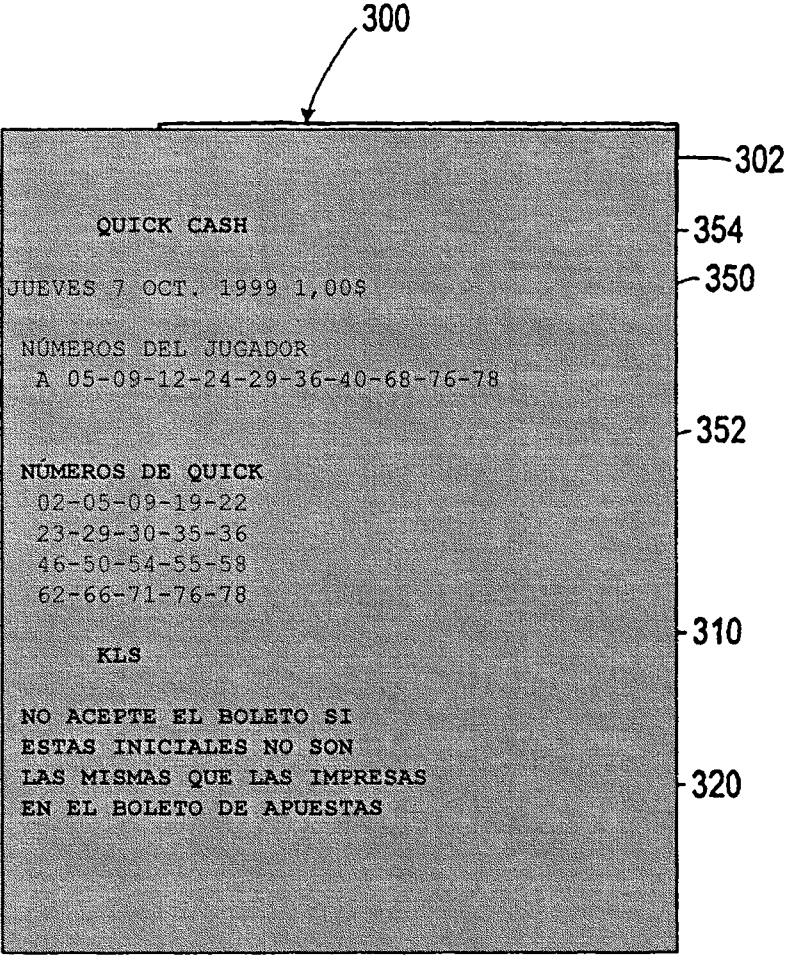 300
302
QUICK CASH
354
350
JUEVES 7 OCT. 1999 1,00$
NÚMEROS DEL JUGADOR
A 05-09-12-24-29-36-40-68-76-78
352
NÚMEROS DE QUICK
02-05-09-19-22
23-29-30-35-36
46-50-54-55-58
62-66-71-76-78
310
KLS
NO ACEPTE EL BOLETO SI
ESTAS INICIALES NO SON
LAS MISMAS QUE LAS IMPRESAS
320
EN EL BOLETO DE APUESTAS